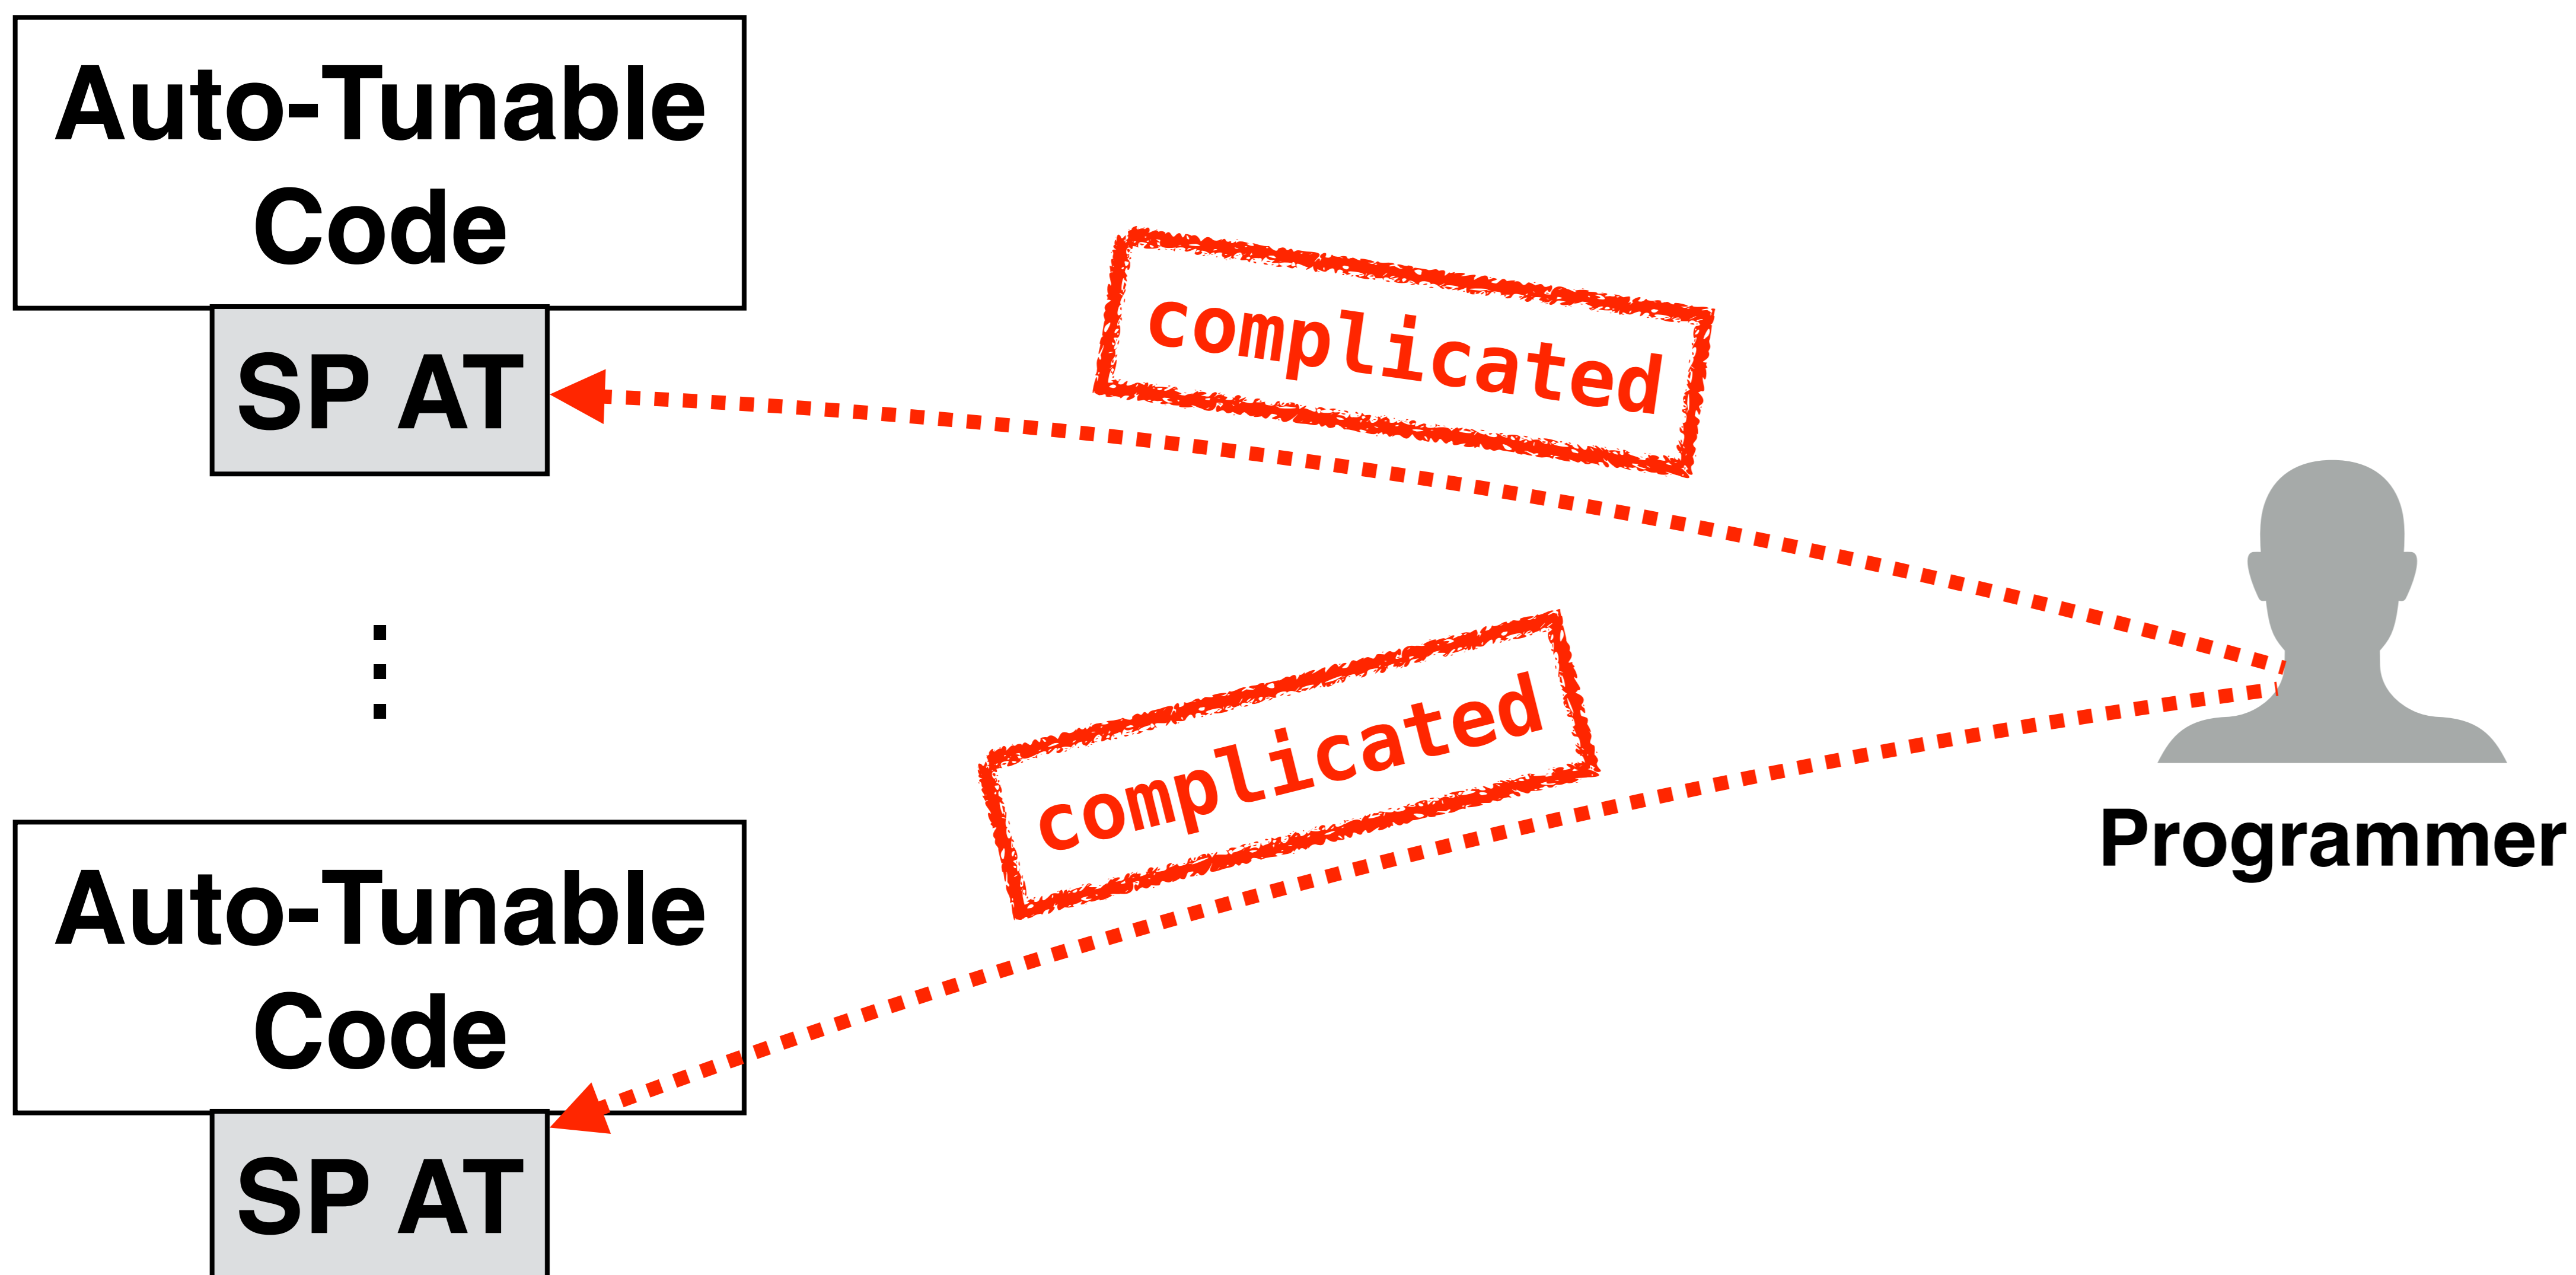 Auto-Tunable
Code
SP AT
complicated
complicated
Programmer
Auto-Tunable
Code
SP AT